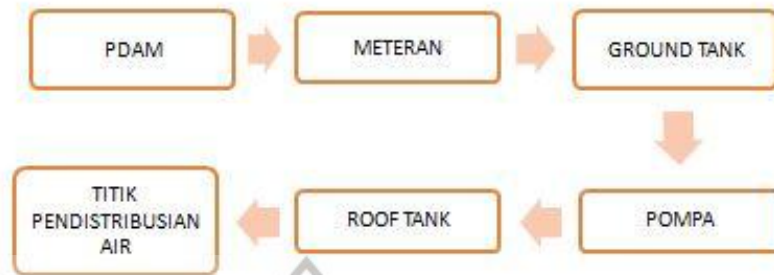 PDAM
METERAN
GROUND TANK
POMPA
ROOF TANK
TITIK
PENDISTRIBUSIAN
AIR